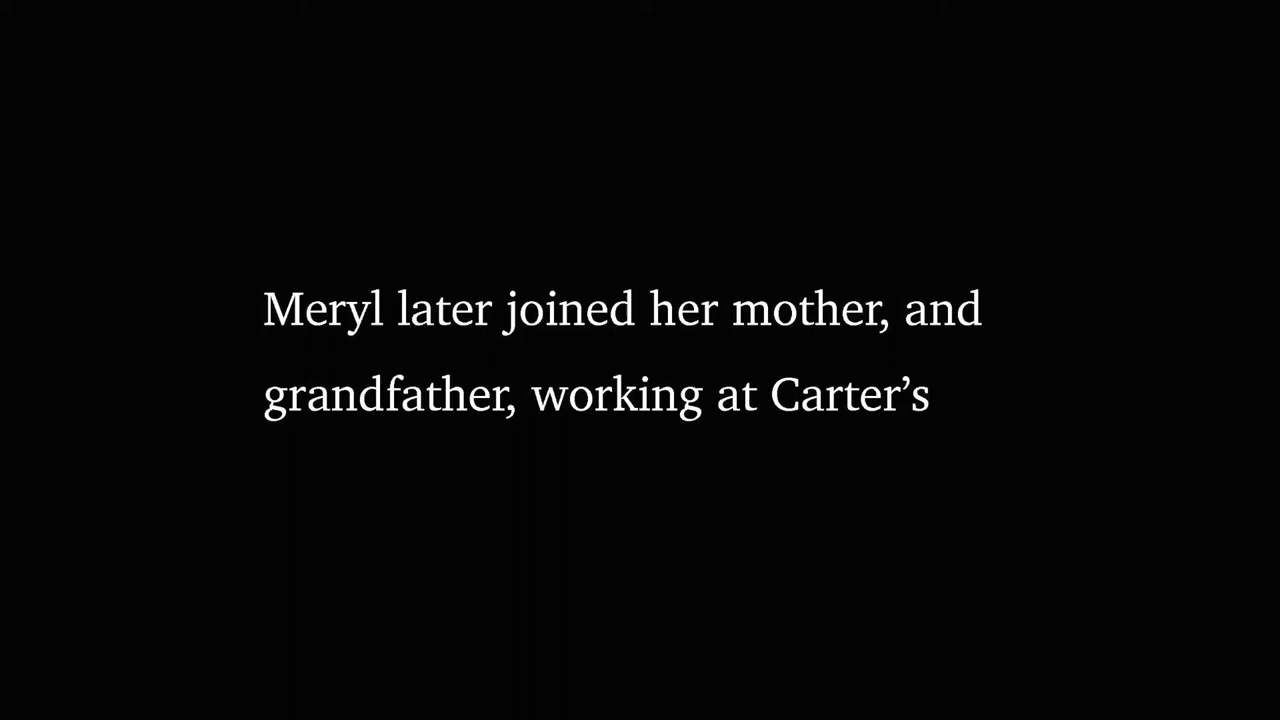 Meryl later joined her mother, and
grandfather, working at Carter’s